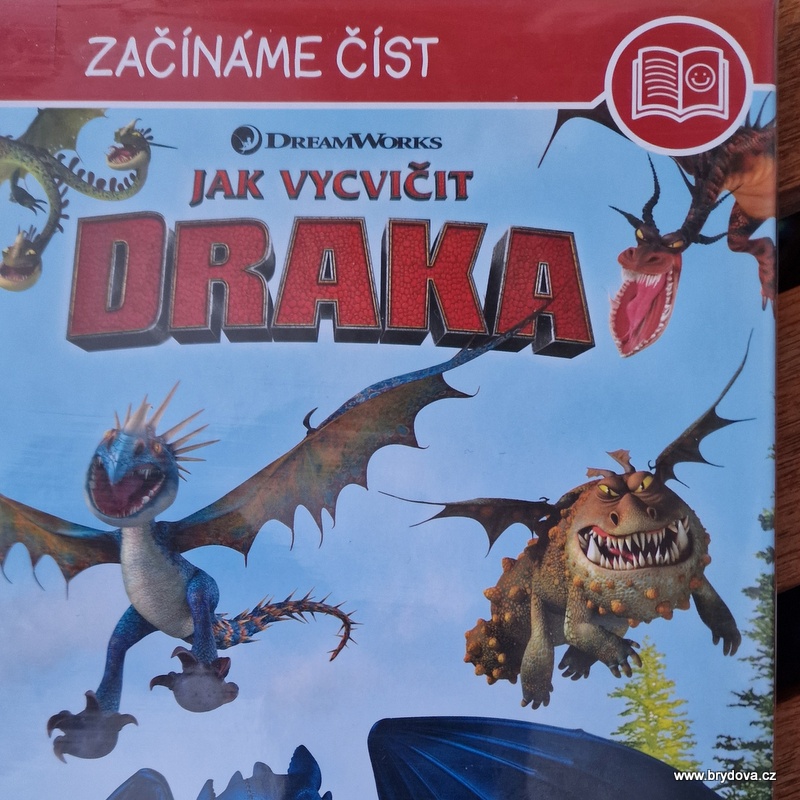 ZAČÍNÁME ČÍST
DREAMWORKS
JAK VYCVIČIT
DRAKA
www.brydova.cz